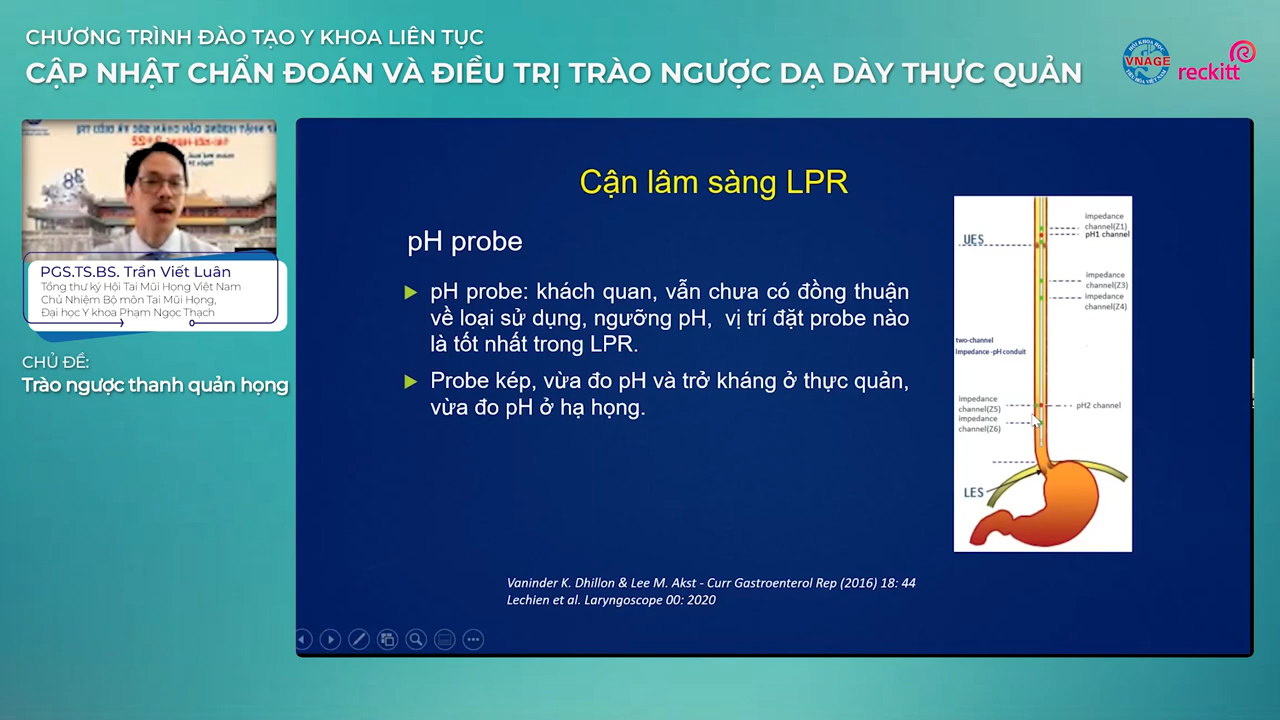 CHƯƠNG TRÌNH ĐÀO TẠO Y KHOA LIÊN TỤC
CẬP NHẬT CHẨN ĐOÁN VÀ ĐIỀU TRỊ TRÀO NGƯỢC DẠ DÀY THỰC QUẢN
VNAGE
reckitt
PGS.TS.BS. Trần Viết Luân
Tổng thư ký Hội Tai Mũi Họng Việt Nam
Chủ Nhiệm Bộ môn Tai Mũi Họng,
Đại học Y khoa Phạm Ngọc Thạch
CHỦ ĐỀ:
Trào ngược thanh quản họng
Cận lâm sàng LPR
pH probe
pH probe: khách quan, vẫn chưa có đồng thuận
về loại sử dụng, ngưỡng pH, vị trí đặt probe nào
là tốt nhất trong LPR.
Probe kép, vừa đo pH và trở kháng ở thực quản,
vừa đo pH ở hạ họng.
impedance
channel(Z1)
pH1 channel
UES
impedance
channel(Z3)
impedance
channel(Z4)
two-channel
Impedance-pH conduit
impedance
channel(Z5)
pH2 channel
impedance
channel(Z6)
LES
Vaninder K. Dhillon & Lee M. Akst - Curr Gastroenterol Rep (2016) 18: 44
Lechien et al. Laryngoscope 00: 2020